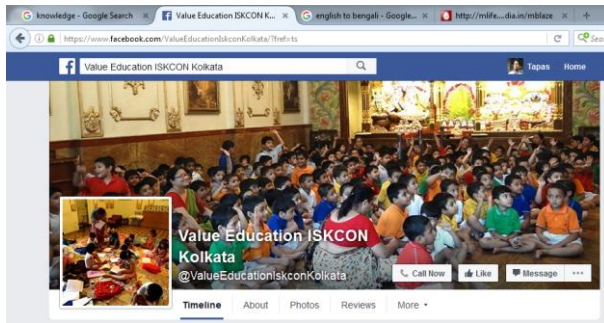 knowledge - Google Search
Value Education ISKCON K...
english to bengali - Google...
http://mlife....dia.in/mblaze
https://www.facebook.com/ValueEducationIskconKolkata/?fref=ts
Value Education ISKCON Kolkata
Tapas Home
Value Education ISKCON
Kolkata
@ValueEducationIskconKolkata
Call Now Like Message
Timeline About Photos Reviews More